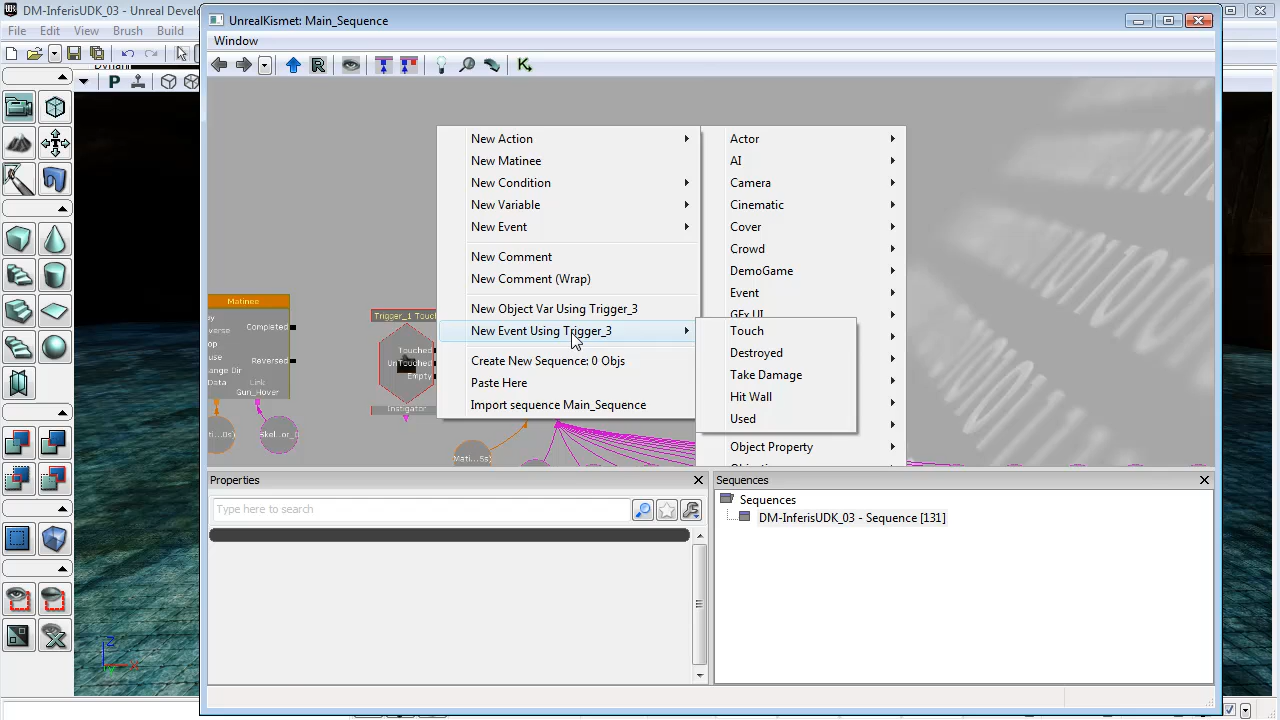 DM-InferisUDK_03 - Unreal Develo
UnrealKismet: Main_Sequence
File Edit View Brush Build
Window
P
R
K
New Action
New Matinee
New Condition
New Variable
New Event
New Comment
New Comment (Wrap)
New Object Var Using Trigger_3
New Event Using Trigger_3
Create New Sequence: 0 Objs
Paste Here
Import sequence Main_Sequence
Actor
AI
Camera
Cinematic
Cover
Crowd
DemoGame
Event
Touch
Destroyed
Take Damage
Hit Wall
Used
Object Property
Matinee
Completed
Reversed
Data Link
Gun_Hover
Trigger_1 Touch
Touched
UnTouched
Empty
Instigator
Properties
Type here to search
Sequences
Sequences
DM-InferisUDK_03 - Sequence [131]